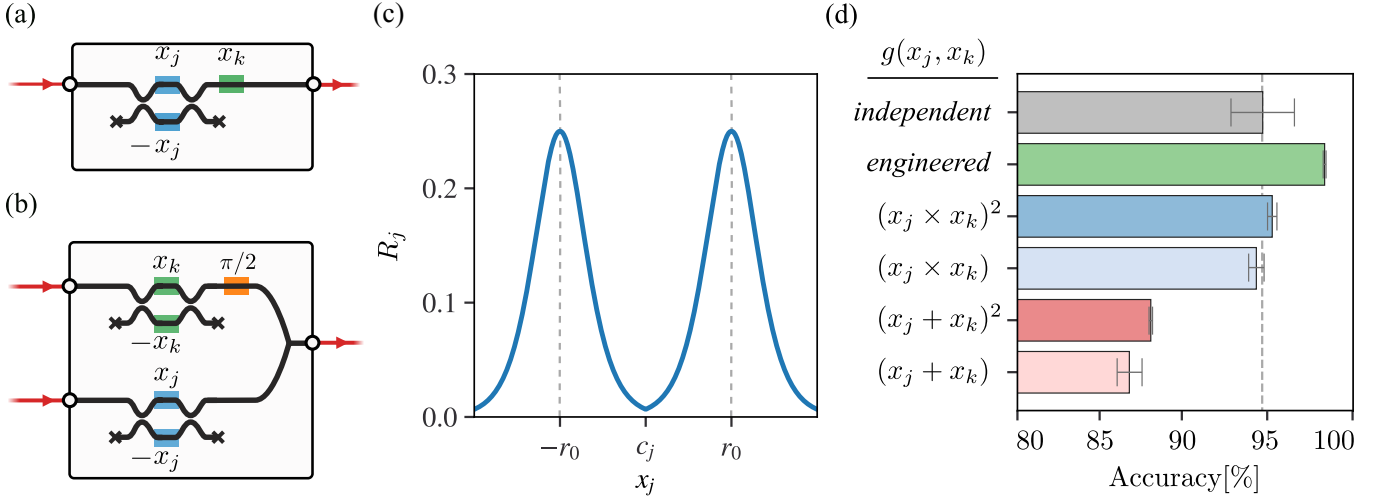 (a)
x_j x_k
−x_j
(b)
x_k π/2
−x_k
x_j
−x_j
(c)
0.3
0.2
0.1
0.0
R_j
−r_0 c_j r_0
x_j
(d)
g(x_j, x_k)
independent
engineered
(x_j × x_k)^2
(x_j × x_k)
(x_j + x_k)^2
(x_j + x_k)
80 85 90 95 100
Accuracy[%]